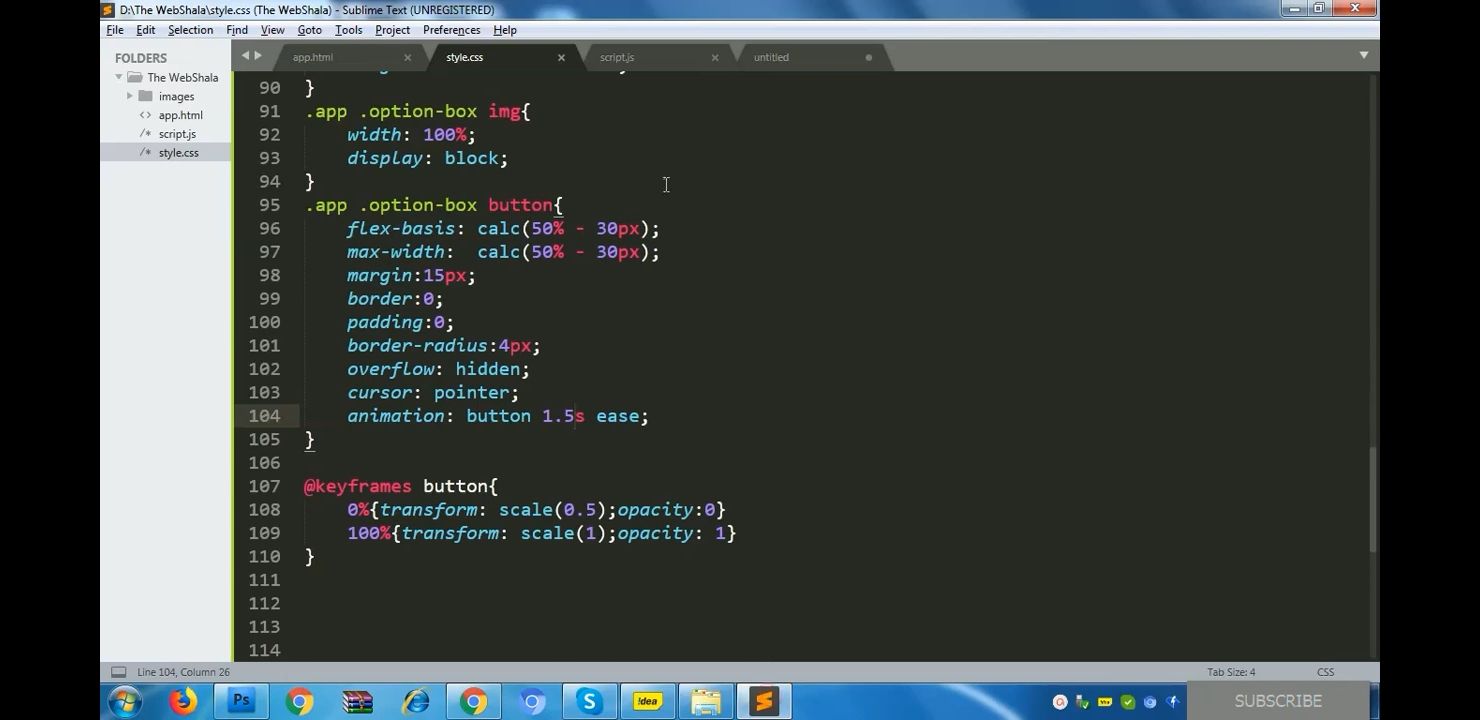 D:\The WebShala\style.css (The WebShala) - Sublime Text (UNREGISTERED)
File Edit Selection Find View Goto Tools Project Preferences Help
FOLDERS
The WebShala
images
app.html
script.js
style.css
app.html style.css script.js untitled
90 }
91 .app .option-box img{
92 width: 100%;
93 display: block;
94 }
95 .app .option-box button{
96 flex-basis: calc(50% - 30px);
97 max-width:  calc(50% - 30px);
98 margin:15px;
99 border:0;
100 padding:0;
101 border-radius:4px;
102 overflow: hidden;
103 cursor: pointer;
104 animation: button 1.5s ease;
105 }
106
107 @keyframes button{
108 0%{transform: scale(0.5);opacity:0}
109 100%{transform: scale(1);opacity: 1}
110 }
111
112
113
114
Line 104, Column 26 Tab Size: 4 CSS
Ps !dea SUBSCRIBE